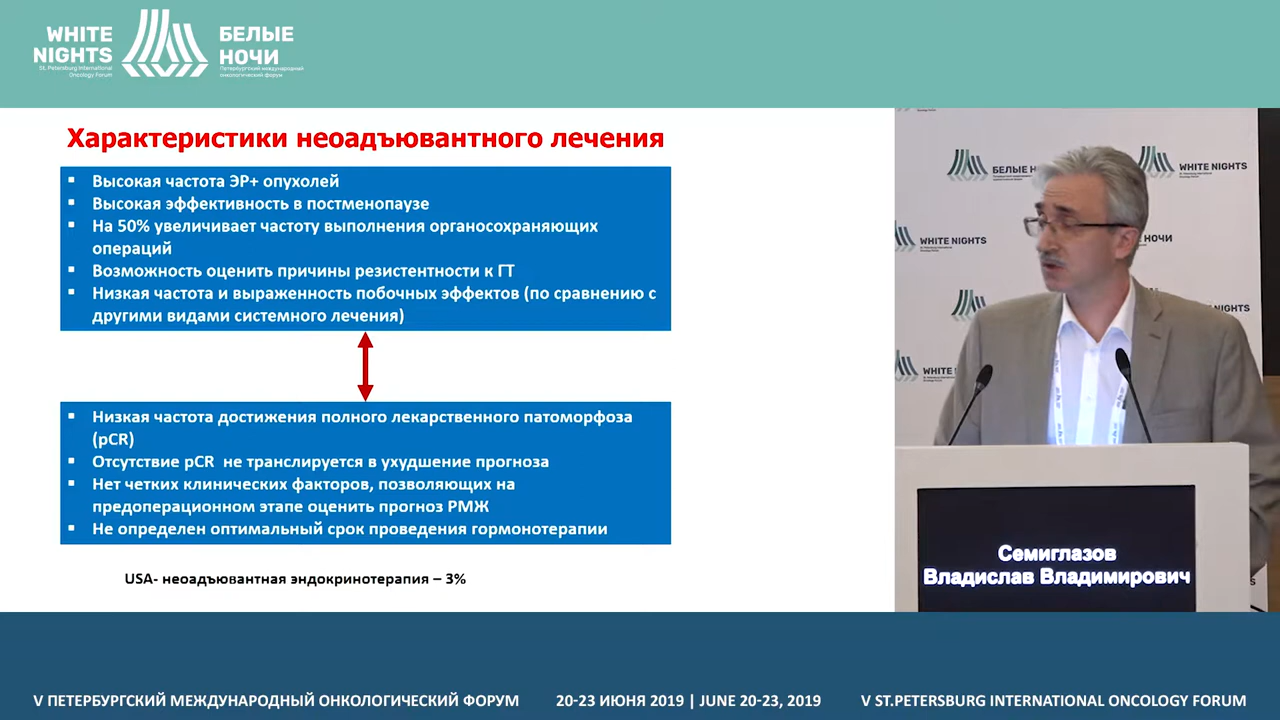 WHITE NIGHTS
St. Petersburg International Oncology Forum
БЕЛЫЕ НОЧИ
Петербургский международный онкологический форум
Характеристики неоадъювантного лечения
Высокая частота ЭР+ опухолей
Высокая эффективность в постменопаузе
На 50% увеличивает частоту выполнения органосохраняющих
операций
Возможность оценить причины резистентности к ГТ
Низкая частота и выраженность побочных эффектов (по сравнению с
другими видами системного лечения)
Низкая частота достижения полного лекарственного патоморфоза
(pCR)
Отсутствие pCR не транслируется в ухудшение прогноза
Нет четких клинических факторов, позволяющих на
предоперационном этапе оценить прогноз РМЖ
Не определен оптимальный срок проведения гормонотерапии
USA- неоадъювантная эндокринотерапия – 3%
БЕЛЫЕ Н
WHITE NIGHTS
WHITE NIGHTS
НОЧИ
NIGHTS
WHITE NIGHTS
Семиглазов
Владислав Владимирович
V ПЕТЕРБУРГСКИЙ МЕЖДУНАРОДНЫЙ ОНКОЛОГИЧЕСКИЙ ФОРУМ
20-23 ИЮНЯ 2019 | JUNE 20-23, 2019
V ST.PETERSBURG INTERNATIONAL ONCOLOGY FORUM